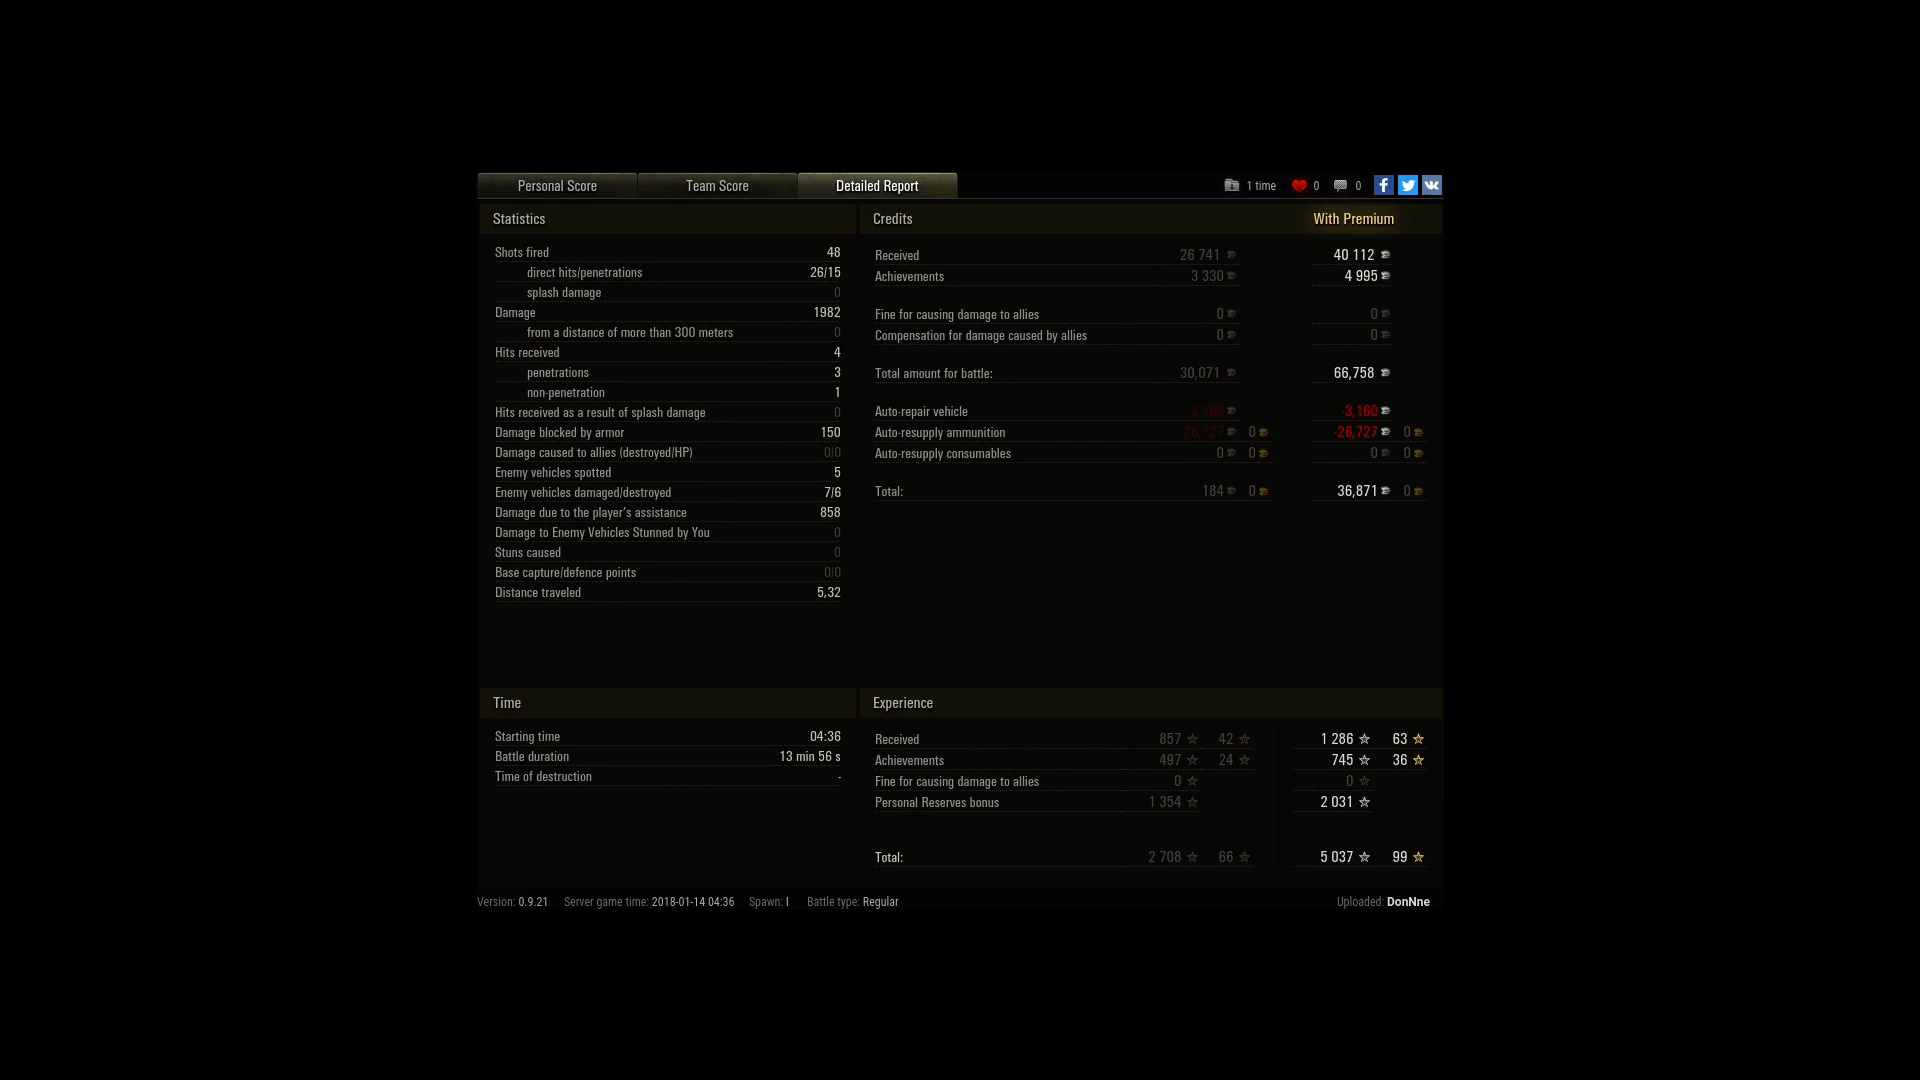 Personal Score Team Score Detailed Report 1 time 0 0
Statistics
Shots fired 48
direct hits/penetrations 26/15
splash damage 0
Damage 1982
from a distance of more than 300 meters 0
Hits received 4
penetrations 3
non-penetration 1
Hits received as a result of splash damage 0
Damage blocked by armor 150
Damage caused to allies (destroyed/HP) 0/0
Enemy vehicles spotted 5
Enemy vehicles damaged/destroyed 7/6
Damage due to the player's assistance 858
Damage to Enemy Vehicles Stunned by You 0
Stuns caused 0
Base capture/defence points 0/0
Distance traveled 5,32
Credits With Premium
Received 26 741 40 112
Achievements 3 330 4 995
Fine for causing damage to allies 0 0
Compensation for damage caused by allies 0 0
Total amount for battle: 30,071 66,758
Auto-repair vehicle -3,160 -3,160
Auto-resupply ammunition -26,727 0 -26,727 0
Auto-resupply consumables 0 0 0 0
Total: 184 0 36,871 0
Time
Starting time 04:36
Battle duration 13 min 56 s
Time of destruction -
Experience
Received 857 42 1 286 63
Achievements 497 24 745 36
Fine for causing damage to allies 0 0
Personal Reserves bonus 1 354 2 031
Total: 2 708 66 5 037 99
Version: 0.9.21 Server game time: 2018-01-14 04:36 Spawn: I Battle type: Regular Uploaded: DonNne